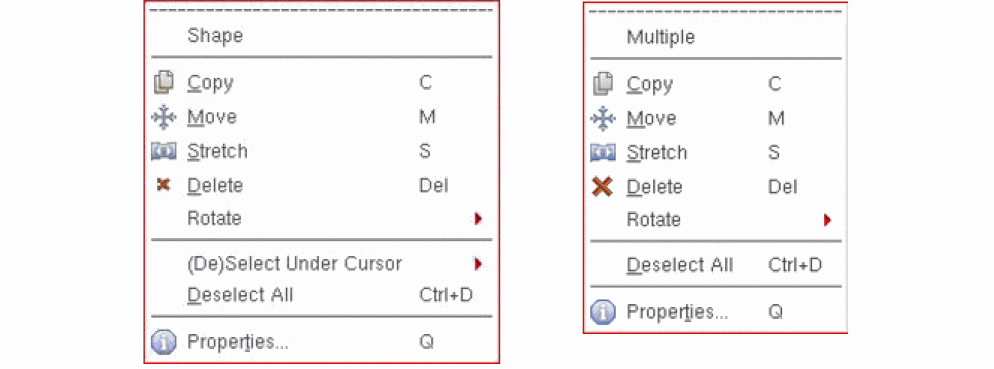 Shape
Copy C
Move M
Stretch S
Delete Del
Rotate
(De)Select Under Cursor
Deselect All Ctrl+D
Properties... Q
Multiple
Copy C
Move M
Stretch S
Delete Del
Rotate
Deselect All Ctrl+D
Properties... Q